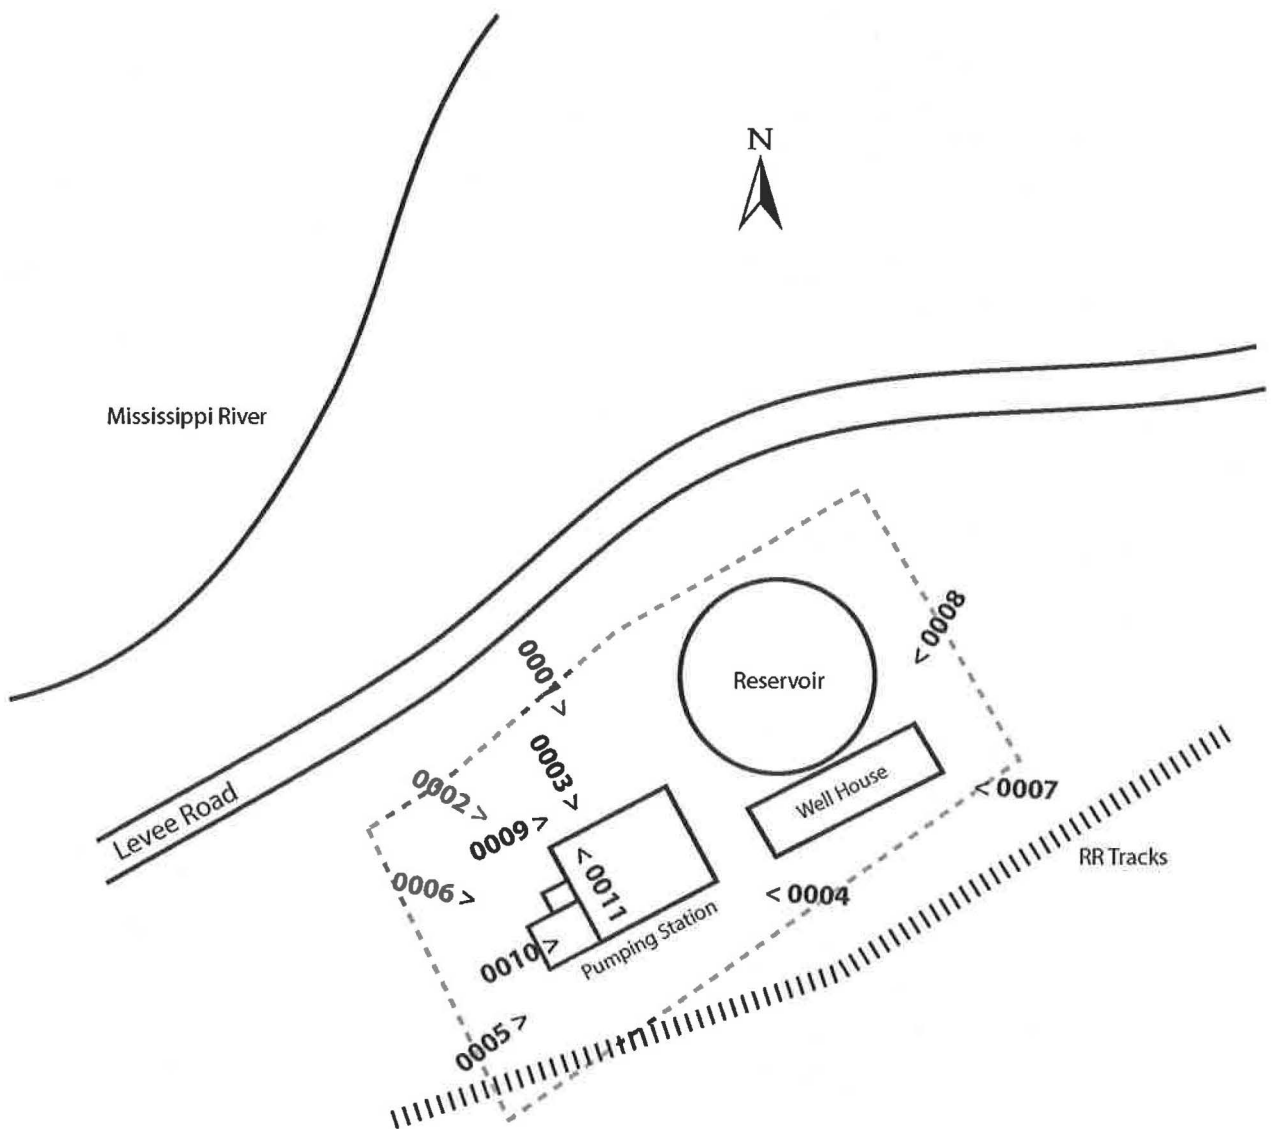 N
Mississippi River
0008 >
0001 >
Reservoir
0003 >
0002 >
Well House
< 0007
Levee Road
0009 >
RR Tracks
< 0011
0006 >
< 0004
Pumping Station
0010 >
0005 >